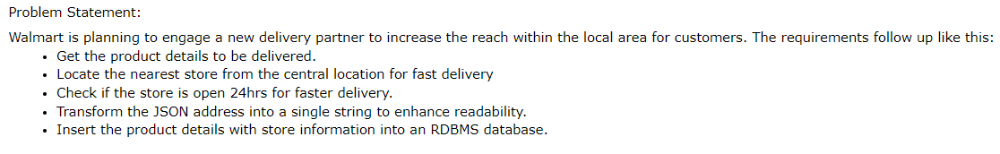 Problem Statement:
Walmart is planning to engage a new delivery partner to increase the reach within the local area for customers. The requirements follow up like this:
• Get the product details to be delivered.
• Locate the nearest store from the central location for fast delivery
• Check if the store is open 24hrs for faster delivery.
• Transform the JSON address into a single string to enhance readability.
• Insert the product details with store information into an RDBMS database.